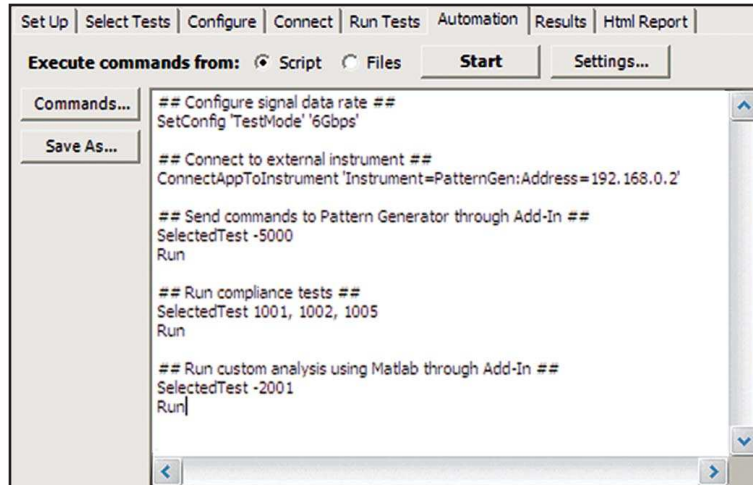 Set Up | Select Tests | Configure | Connect | Run Tests | Automation | Results | Html Report
Execute commands from: Script Files Start Settings...
Commands...
Save As...
## Configure signal data rate ##
SetConfig 'TestMode' '6Gbps'
## Connect to external instrument ##
ConnectAppToInstrument 'Instrument=PatternGen:Address=192.168.0.2'
## Send commands to Pattern Generator through Add-In ##
SelectedTest -5000
Run
## Run compliance tests ##
SelectedTest 1001, 1002, 1005
Run
## Run custom analysis using Matlab through Add-In ##
SelectedTest -2001
Run